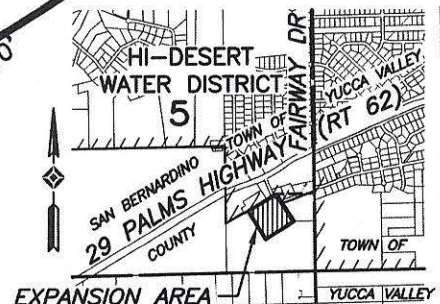 0'
HI-DESERT
WATER DISTRICT
5
FAIRWAY DR
TOWN OF
YUCCA VALLEY
(RT 62)
SAN BERNARDINO
COUNTY
29 PALMS HIGHWAY
TOWN OF
YUCCA VALLEY
EXPANSION AREA